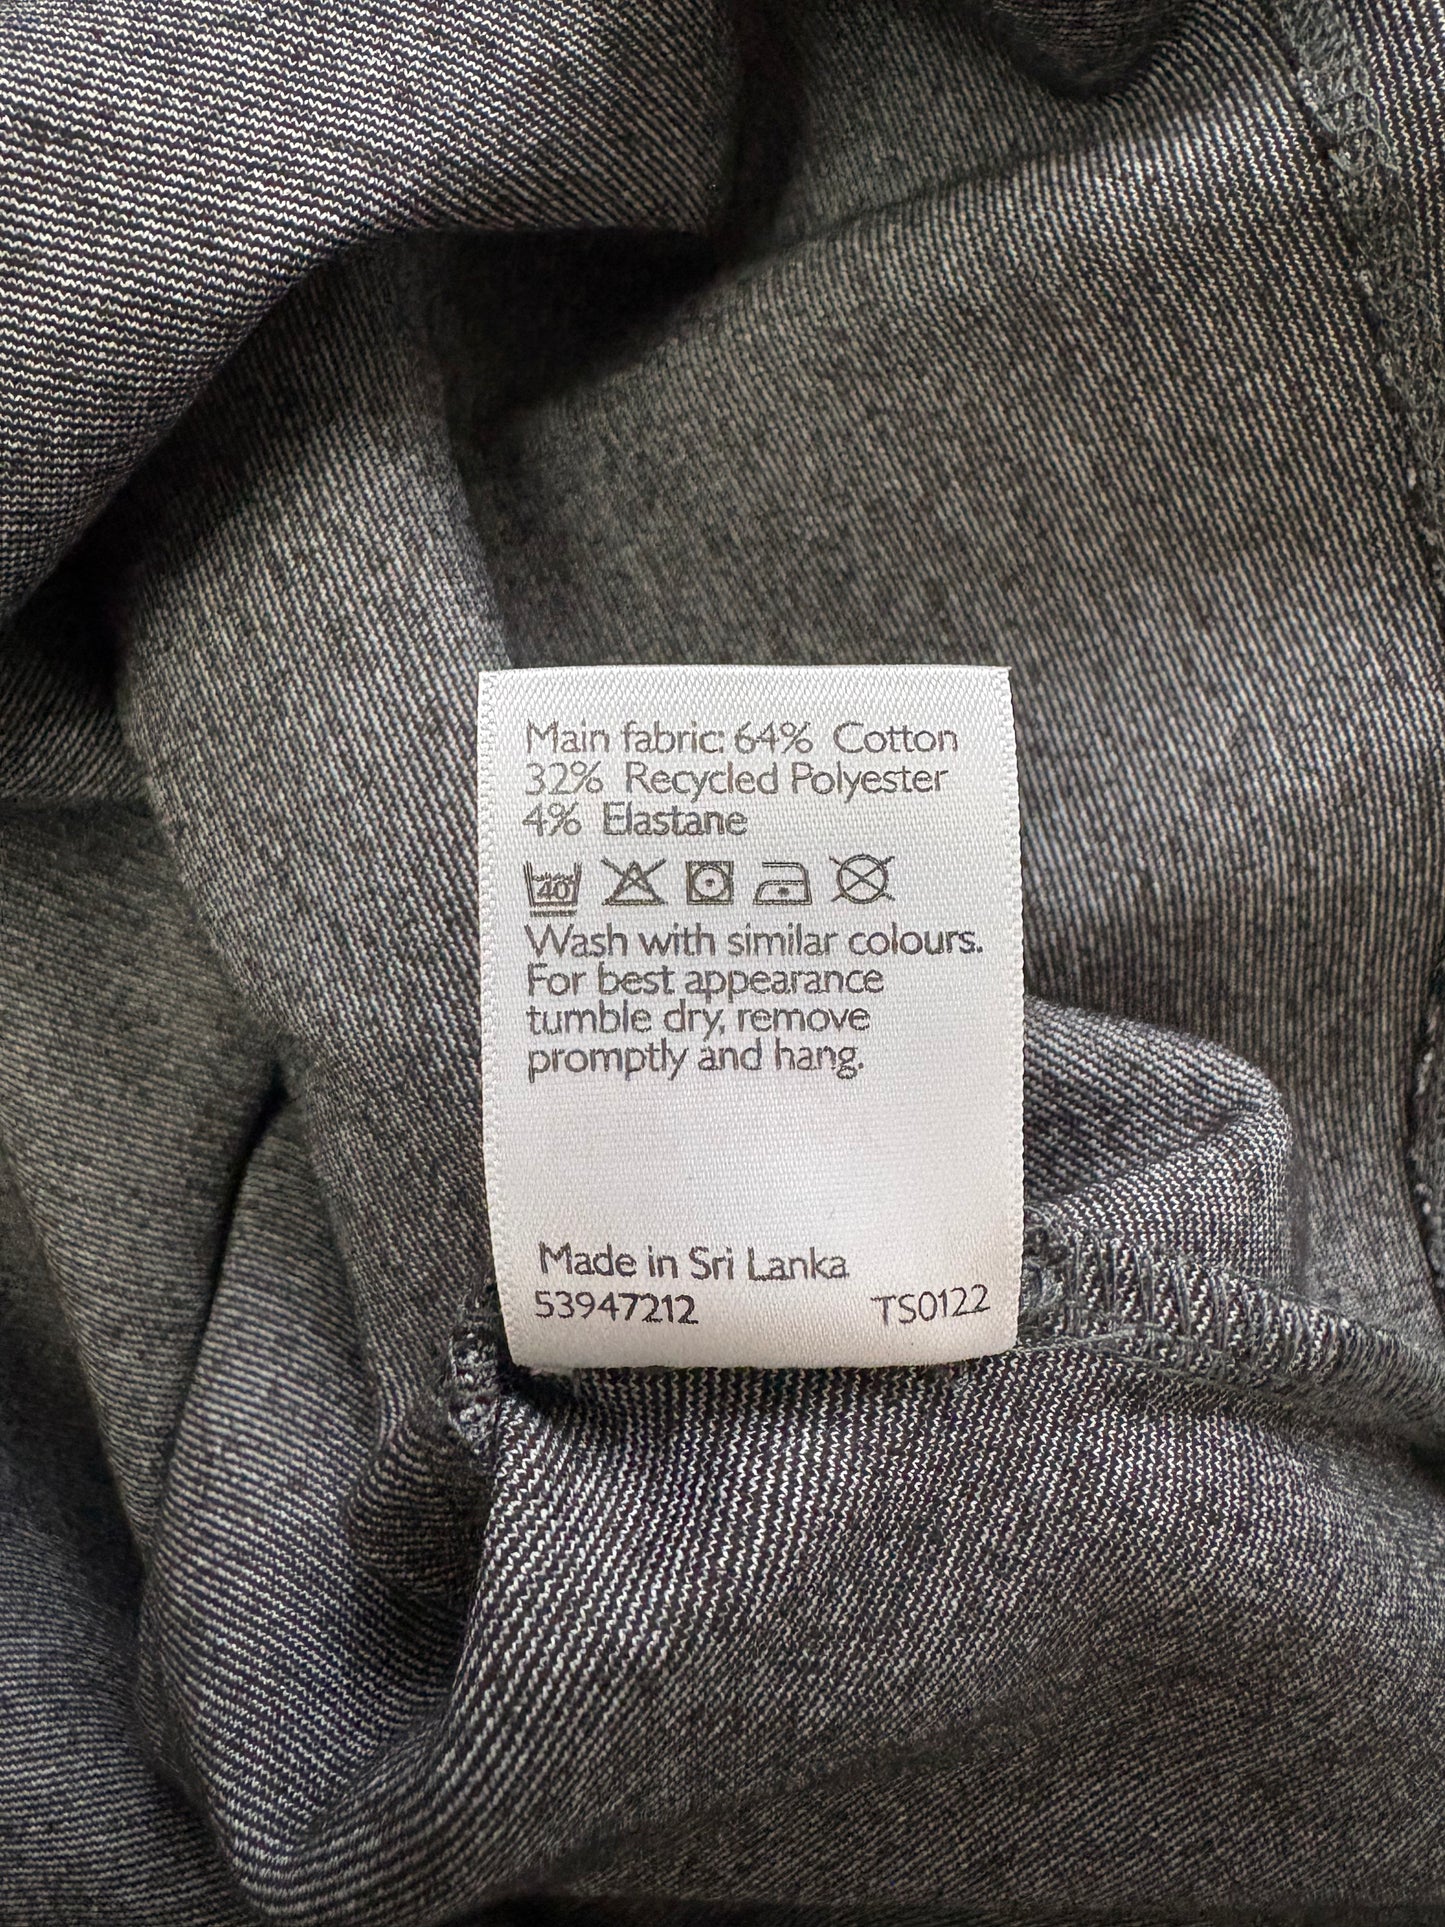 Main fabric: 64% Cotton
32% Recycled Polyester
4% Elastane
40
Wash with similar colours.
For best appearance
tumble dry, remove
promptly and hang.
Made in Sri Lanka
53947212 TS0122